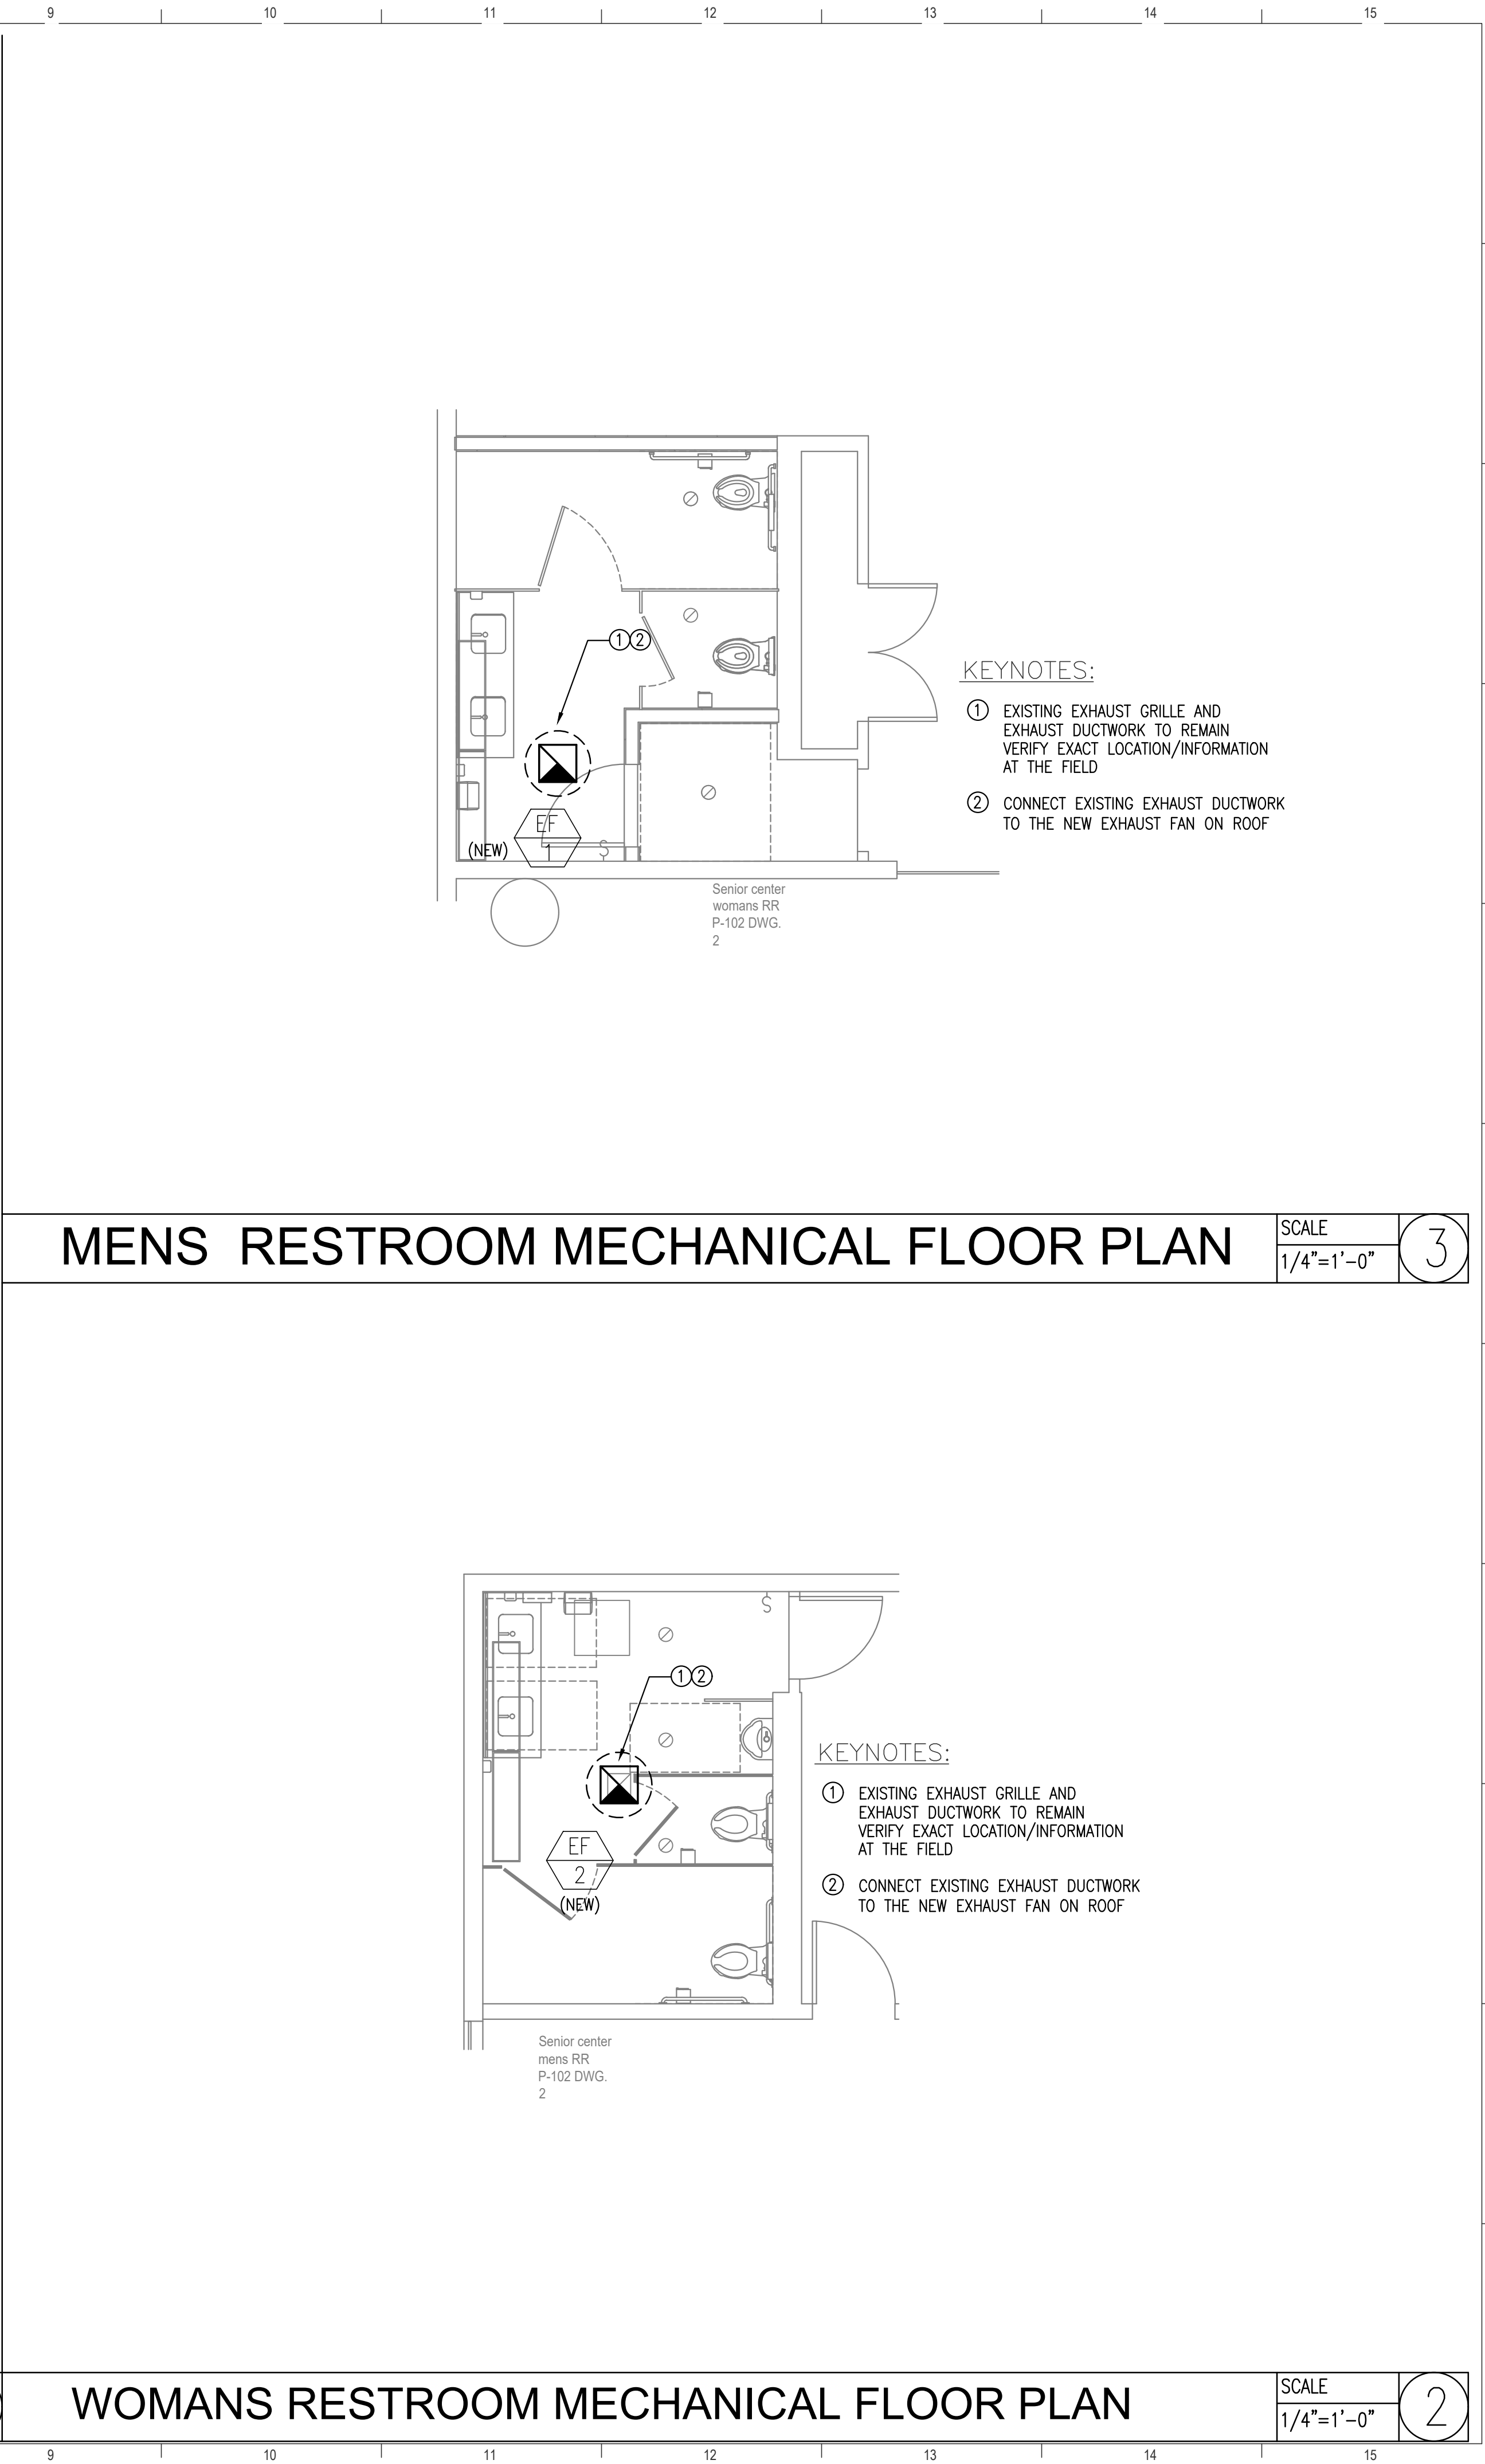 9 10 11 12 13 14 15
①②
KEYNOTES:
① EXISTING EXHAUST GRILLE AND
EXHAUST DUCTWORK TO REMAIN
VERIFY EXACT LOCATION/INFORMATION
AT THE FIELD
② CONNECT EXISTING EXHAUST DUCTWORK
TO THE NEW EXHAUST FAN ON ROOF
EF
(NEW) 1 S
Senior center
womans RR
P-102 DWG.
2
MENS RESTROOM MECHANICAL FLOOR PLAN
SCALE
1/4"=1'-0"
3
S
①②
KEYNOTES:
① EXISTING EXHAUST GRILLE AND
EXHAUST DUCTWORK TO REMAIN
VERIFY EXACT LOCATION/INFORMATION
AT THE FIELD
EF
2
(NEW)
② CONNECT EXISTING EXHAUST DUCTWORK
TO THE NEW EXHAUST FAN ON ROOF
Senior center
mens RR
P-102 DWG.
2
WOMANS RESTROOM MECHANICAL FLOOR PLAN
SCALE
1/4"=1'-0"
2
9 10 11 12 13 14 15